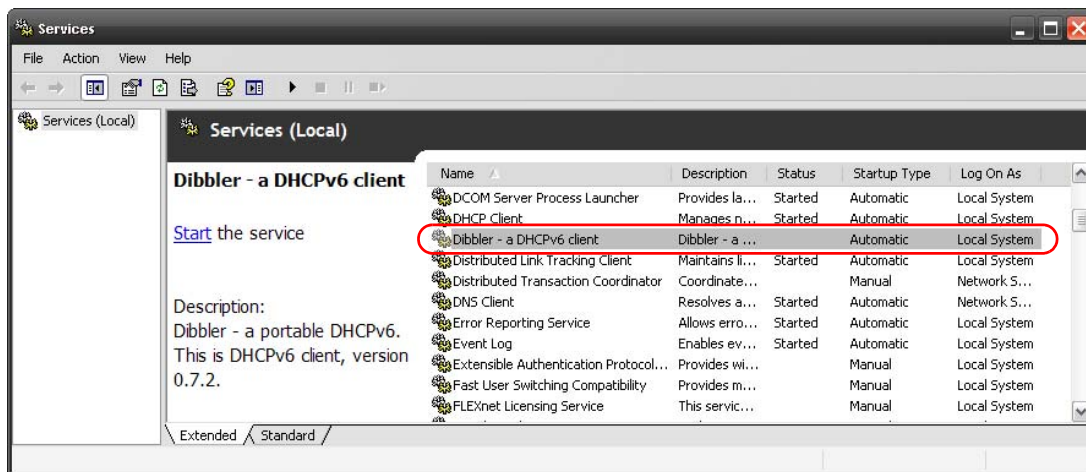 Services
File Action View Help
Services (Local)
Services (Local)
Dibbler - a DHCPv6 client
Start the service
Description:
Dibbler - a portable DHCPv6.
This is DHCPv6 client, version
0.7.2.
Name Description Status Startup Type Log On As
DCOM Server Process Launcher Provides la... Started Automatic Local System
DHCP Client Manages n... Started Automatic Local System
Dibbler - a DHCPv6 client Dibbler - a ... Automatic Local System
Distributed Link Tracking Client Maintains li... Started Automatic Local System
Distributed Transaction Coordinator Coordinate... Manual Network S...
DNS Client Resolves a... Started Automatic Network S...
Error Reporting Service Allows erro... Started Automatic Local System
Event Log Enables ev... Started Automatic Local System
Extensible Authentication Protocol... Provides wi... Manual Local System
Fast User Switching Compatibility Provides m... Manual Local System
FLEXnet Licensing Service This servic... Manual Local System
Extended Standard